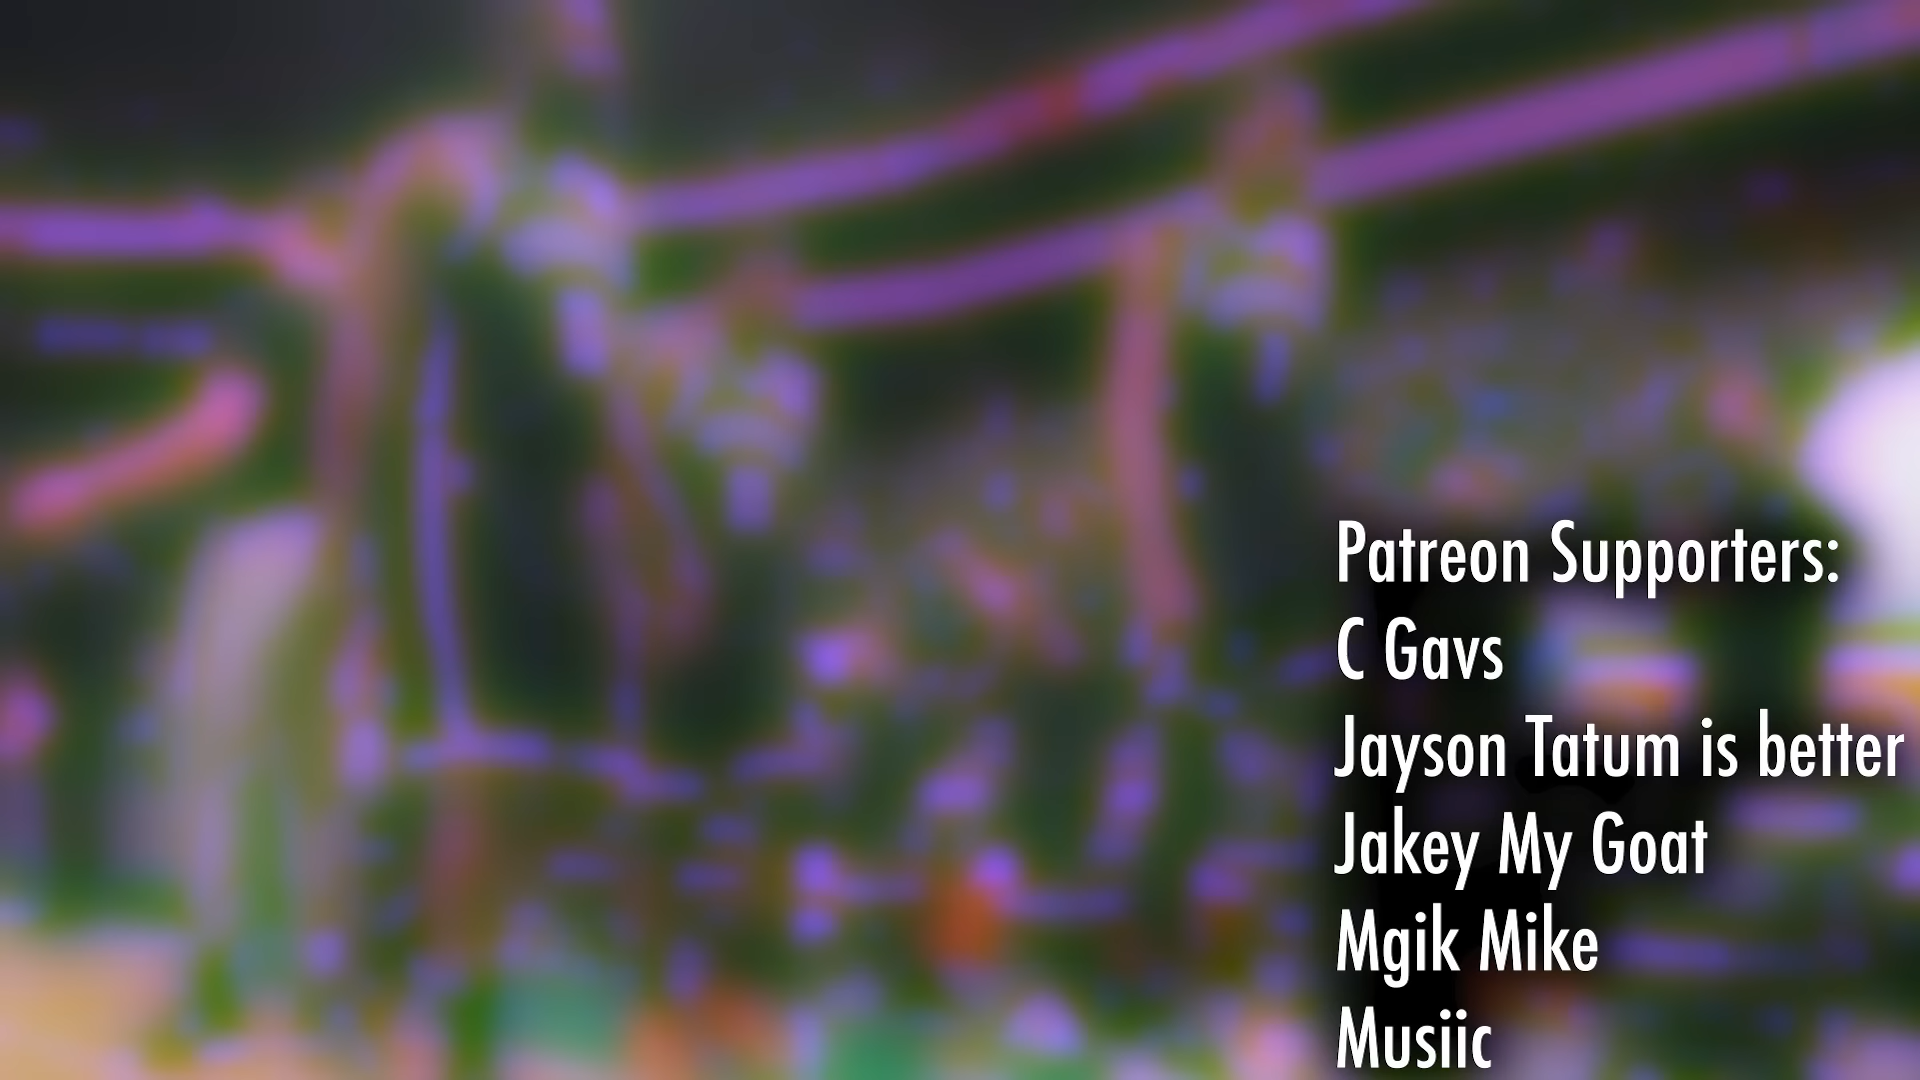 Patreon Supporters:
C Gavs
Jayson Tatum is better
Jakey My Goat
Mgik Mike
Musiic